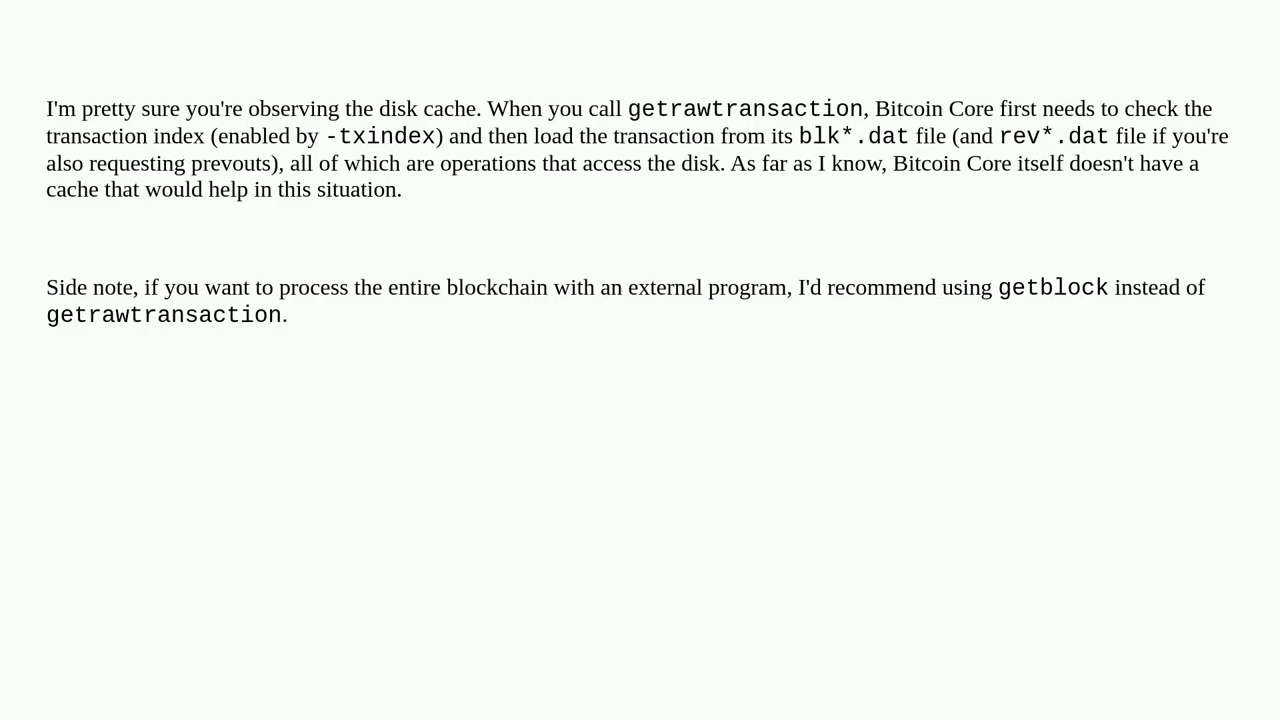 I'm pretty sure you're observing the disk cache. When you call getrawtransaction, Bitcoin Core first needs to check the
transaction index (enabled by -txindex) and then load the transaction from its blk*.dat file (and rev*.dat file if you're
also requesting prevouts), all of which are operations that access the disk. As far as I know, Bitcoin Core itself doesn't have a
cache that would help in this situation.
Side note, if you want to process the entire blockchain with an external program, I'd recommend using getblock instead of
getrawtransaction.